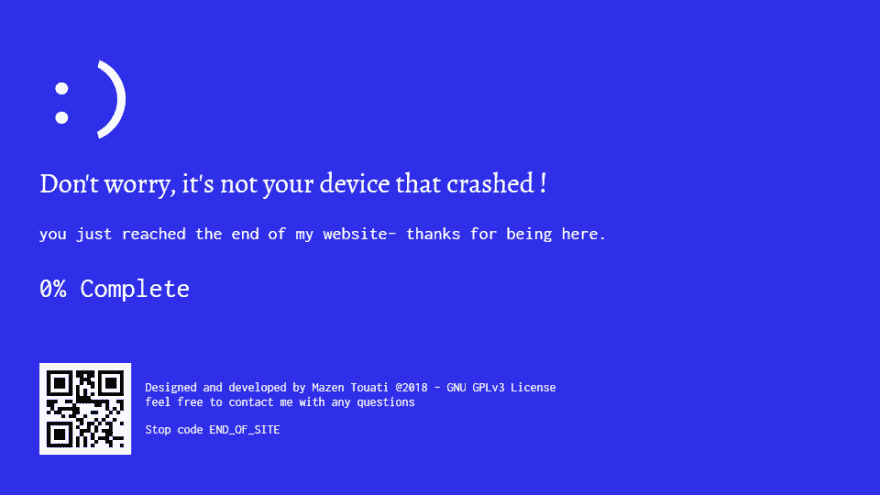 :)
Don't worry, it's not your device that crashed !
you just reached the end of my website- thanks for being here.
0% Complete
Designed and developed by Mazen Touati @2018 - GNU GPLv3 License
feel free to contact me with any questions
Stop code END_OF_SITE